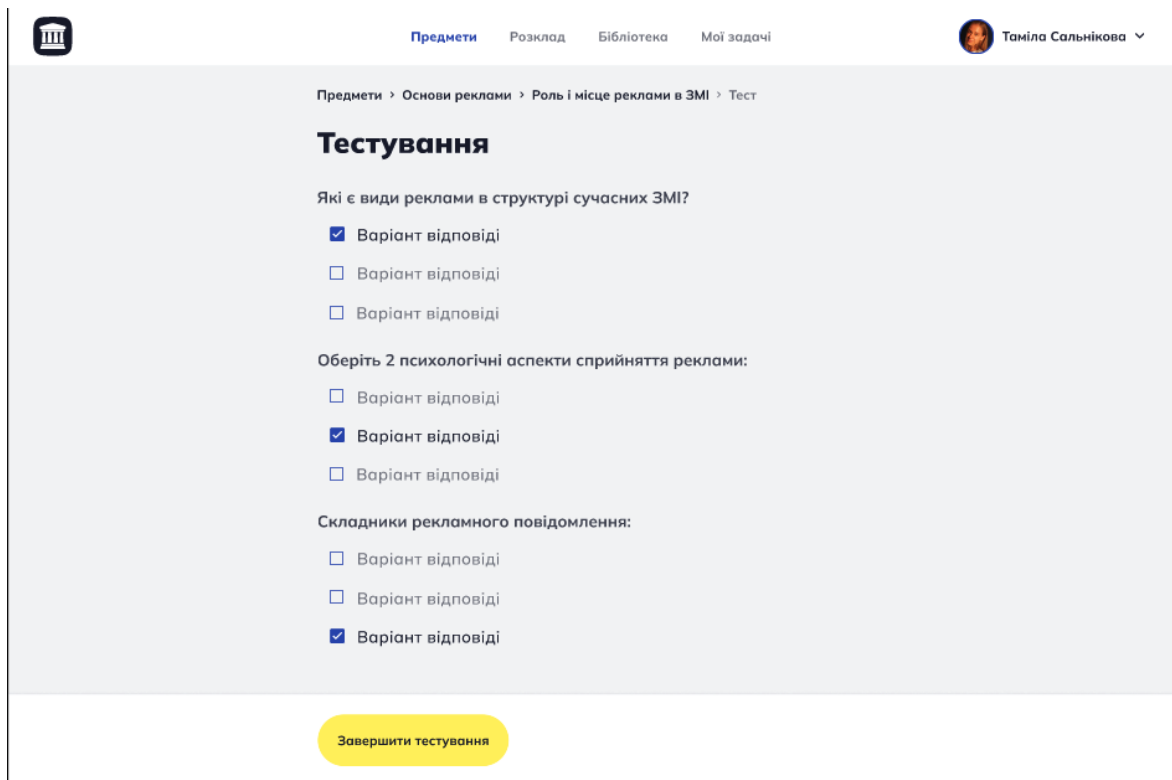 Предмети Розклад Бібліотека Мої задачі Таміла Сальнікова
Предмети > Основи реклами > Роль і місце реклами в ЗМІ > Тест
Тестування
Які є види реклами в структурі сучасних ЗМІ?
Варіант відповіді
Варіант відповіді
Варіант відповіді
Оберіть 2 психологічні аспекти сприйняття реклами:
Варіант відповіді
Варіант відповіді
Варіант відповіді
Складники рекламного повідомлення:
Варіант відповіді
Варіант відповіді
Варіант відповіді
Завершити тестування